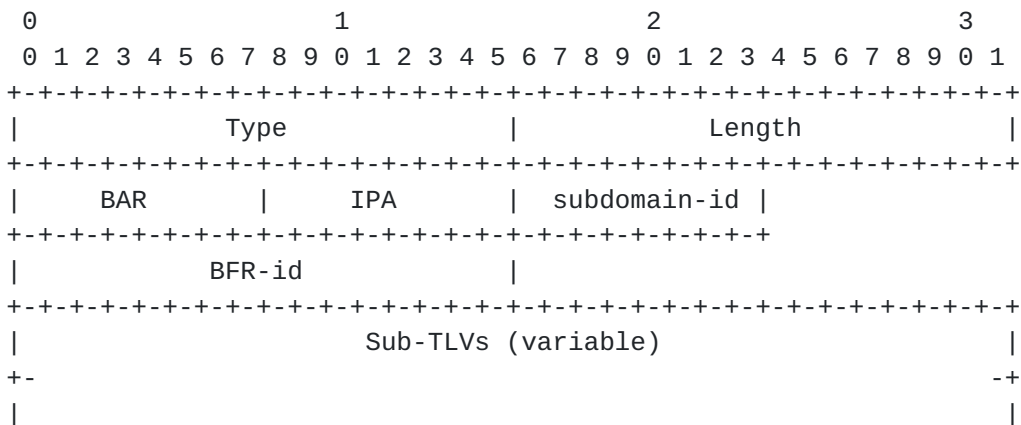 0                   1                   2                   3
 0 1 2 3 4 5 6 7 8 9 0 1 2 3 4 5 6 7 8 9 0 1 2 3 4 5 6 7 8 9 0 1
+-+-+-+-+-+-+-+-+-+-+-+-+-+-+-+-+-+-+-+-+-+-+-+-+-+-+-+-+-+-+-+-+
|             Type              |            Length             |
+-+-+-+-+-+-+-+-+-+-+-+-+-+-+-+-+-+-+-+-+-+-+-+-+-+-+-+-+-+-+-+-+
|     BAR       |     IPA       |  subdomain-id |
+-+-+-+-+-+-+-+-+-+-+-+-+-+-+-+-+-+-+-+-+-+-+-+-+
|            BFR-id             |
+-+-+-+-+-+-+-+-+-+-+-+-+-+-+-+-+-+-+-+-+-+-+-+-+-+-+-+-+-+-+-+-+
|                      Sub-TLVs (variable)                      |
+-                                                             -+
|                                                               |